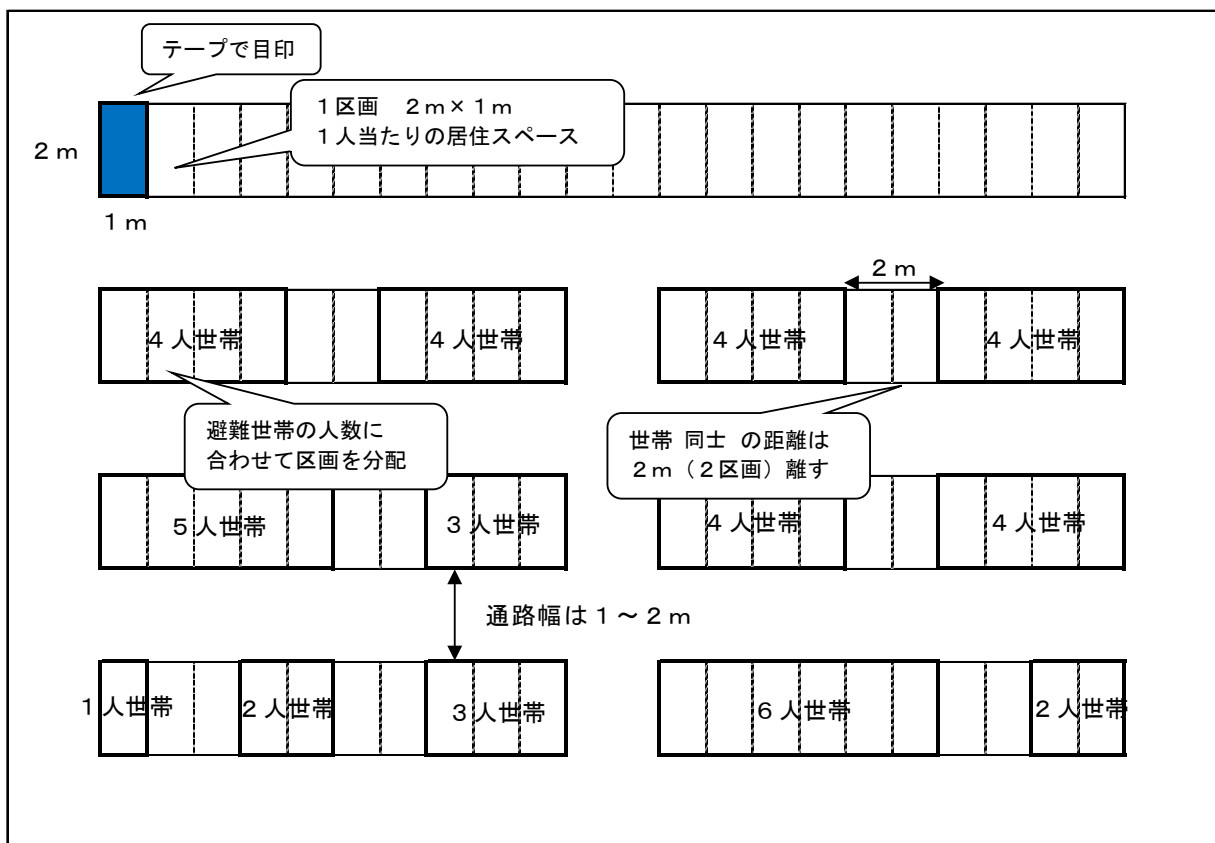 テープで目印
1区画　2m×1m
1人当たりの居住スペース
2m
1m
2m
4人世帯
4人世帯
4人世帯
4人世帯
避難世帯の人数に
合わせて区画を分配
世帯 同士 の距離は
2m（2区画）離す
5人世帯
3人世帯
4人世帯
4人世帯
通路幅は1～2m
1人世帯
2人世帯
3人世帯
6人世帯
2人世帯